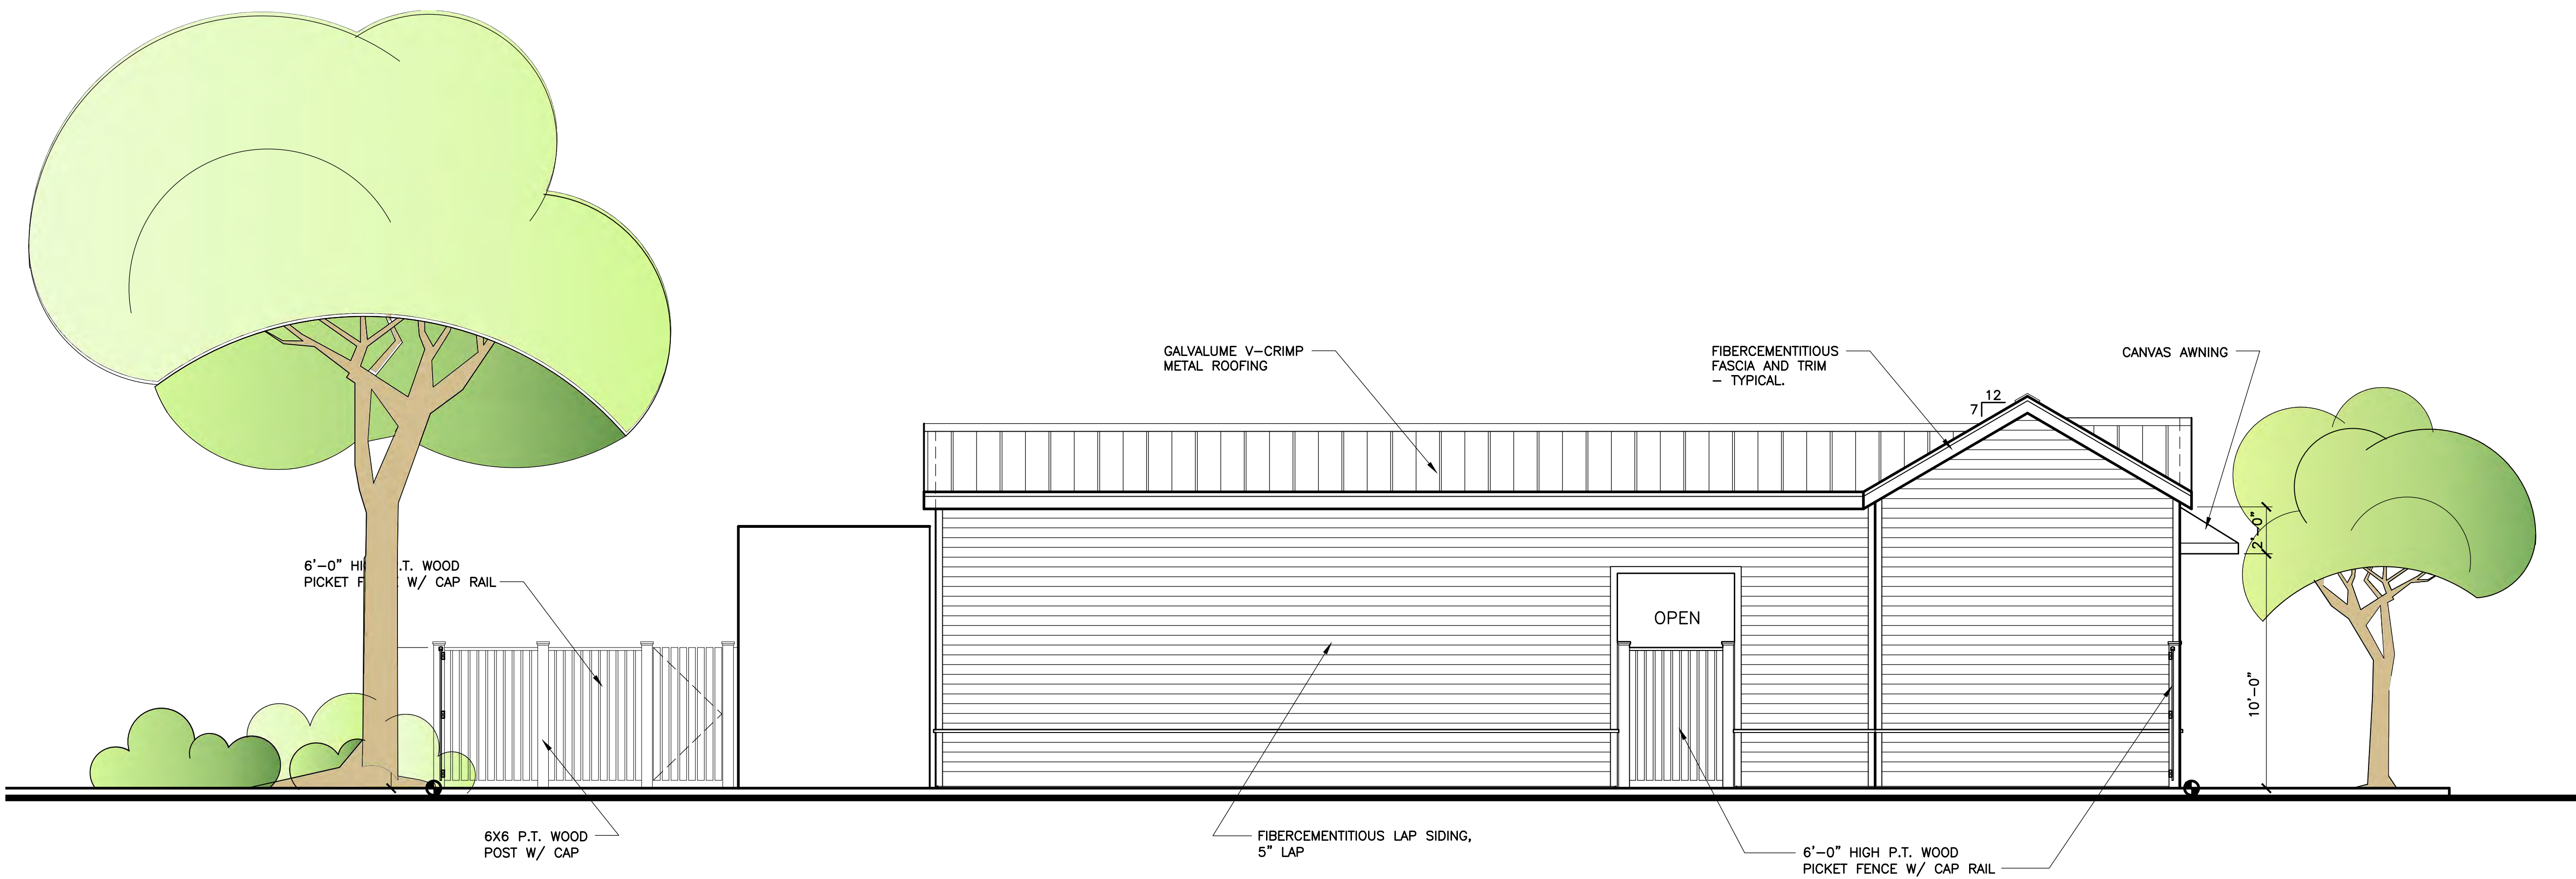 GALVALUME V-CRIMP
METAL ROOFING
FIBERCEMENTITIOUS
FASCIA AND TRIM
– TYPICAL.
12
7
CANVAS AWNING
2'-0"
10'-0"
6'-0" HI .T. WOOD
PICKET F W/ CAP RAIL
OPEN
6X6 P.T. WOOD
POST W/ CAP
FIBERCEMENTITIOUS LAP SIDING,
5" LAP
6'-0" HIGH P.T. WOOD
PICKET FENCE W/ CAP RAIL